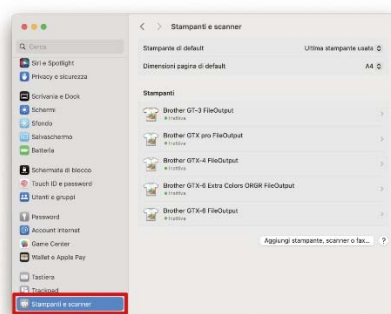 Stampanti e scanner
Cerca
Siri e Spotlight
Privacy e sicurezza
Scrivania e Dock
Schermi
Sfondo
Salvaschermo
Batteria
Schermata di blocco
Touch ID e password
Utenti e gruppi
Password
Account Internet
Game Center
Wallet e Apple Pay
Tastiera
Trackpad
Stampanti e scanner
Stampante di default Ultima stampante usata
Dimensioni pagina di default A4
Stampanti
Brother GT-3 FileOutput
Inattiva
Brother GTX pro FileOutput
Inattiva
Brother GTX-4 FileOutput
Inattiva
Brother GTX-6 Extra Colors ORGR FileOutput
Inattiva
Brother GTX-6 FileOutput
Inattiva
Aggiungi stampante, scanner o fax... ?